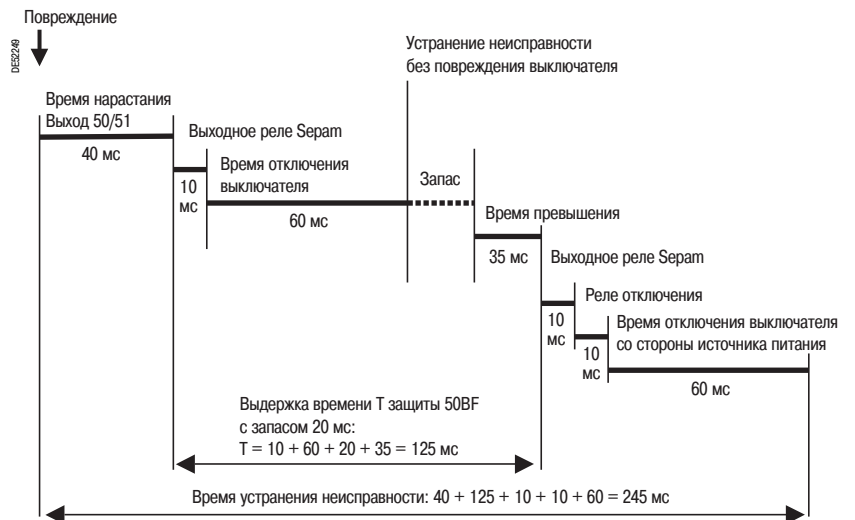 Повреждение
DE52249
Устранение неисправности
без повреждения выключателя
Время нарастания
Выход 50/51
40 мс
Выходное реле Sepam
10
мс
Время отключения
выключателя
60 мс
Запас
Время превышения
35 мс
Выходное реле Sepam
10
мс
Реле отключения
10
мс
Время отключения выключателя
со стороны источника питания
60 мс
Выдержка времени T защиты 50BF
с запасом 20 мс:
T = 10 + 60 + 20 + 35 = 125 мс
Время устранения неисправности: 40 + 125 + 10 + 10 + 60 = 245 мс